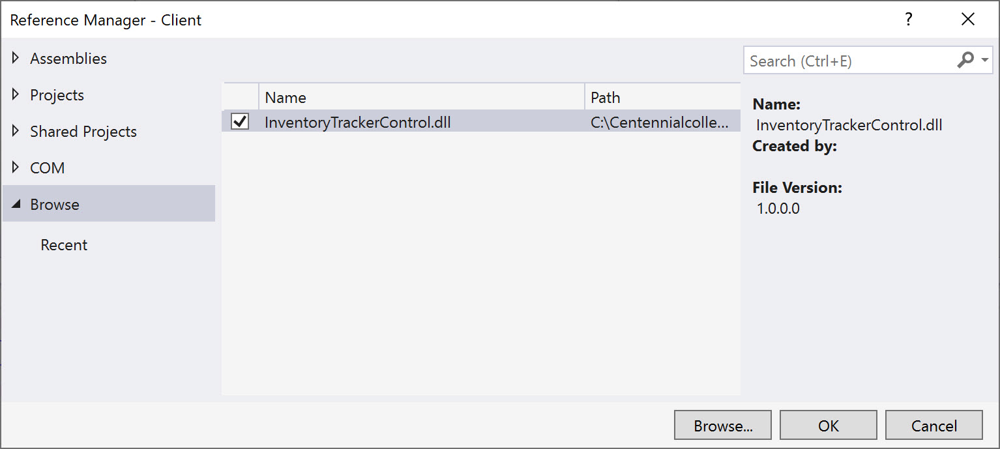 Reference Manager - Client
?
Assemblies
Projects
Shared Projects
COM
Browse
Recent
Name Path
InventoryTrackerControl.dll C:\Centennialcolle...
Search (Ctrl+E)
Name:
InventoryTrackerControl.dll
Created by:
File Version:
1.0.0.0
Browse... OK Cancel